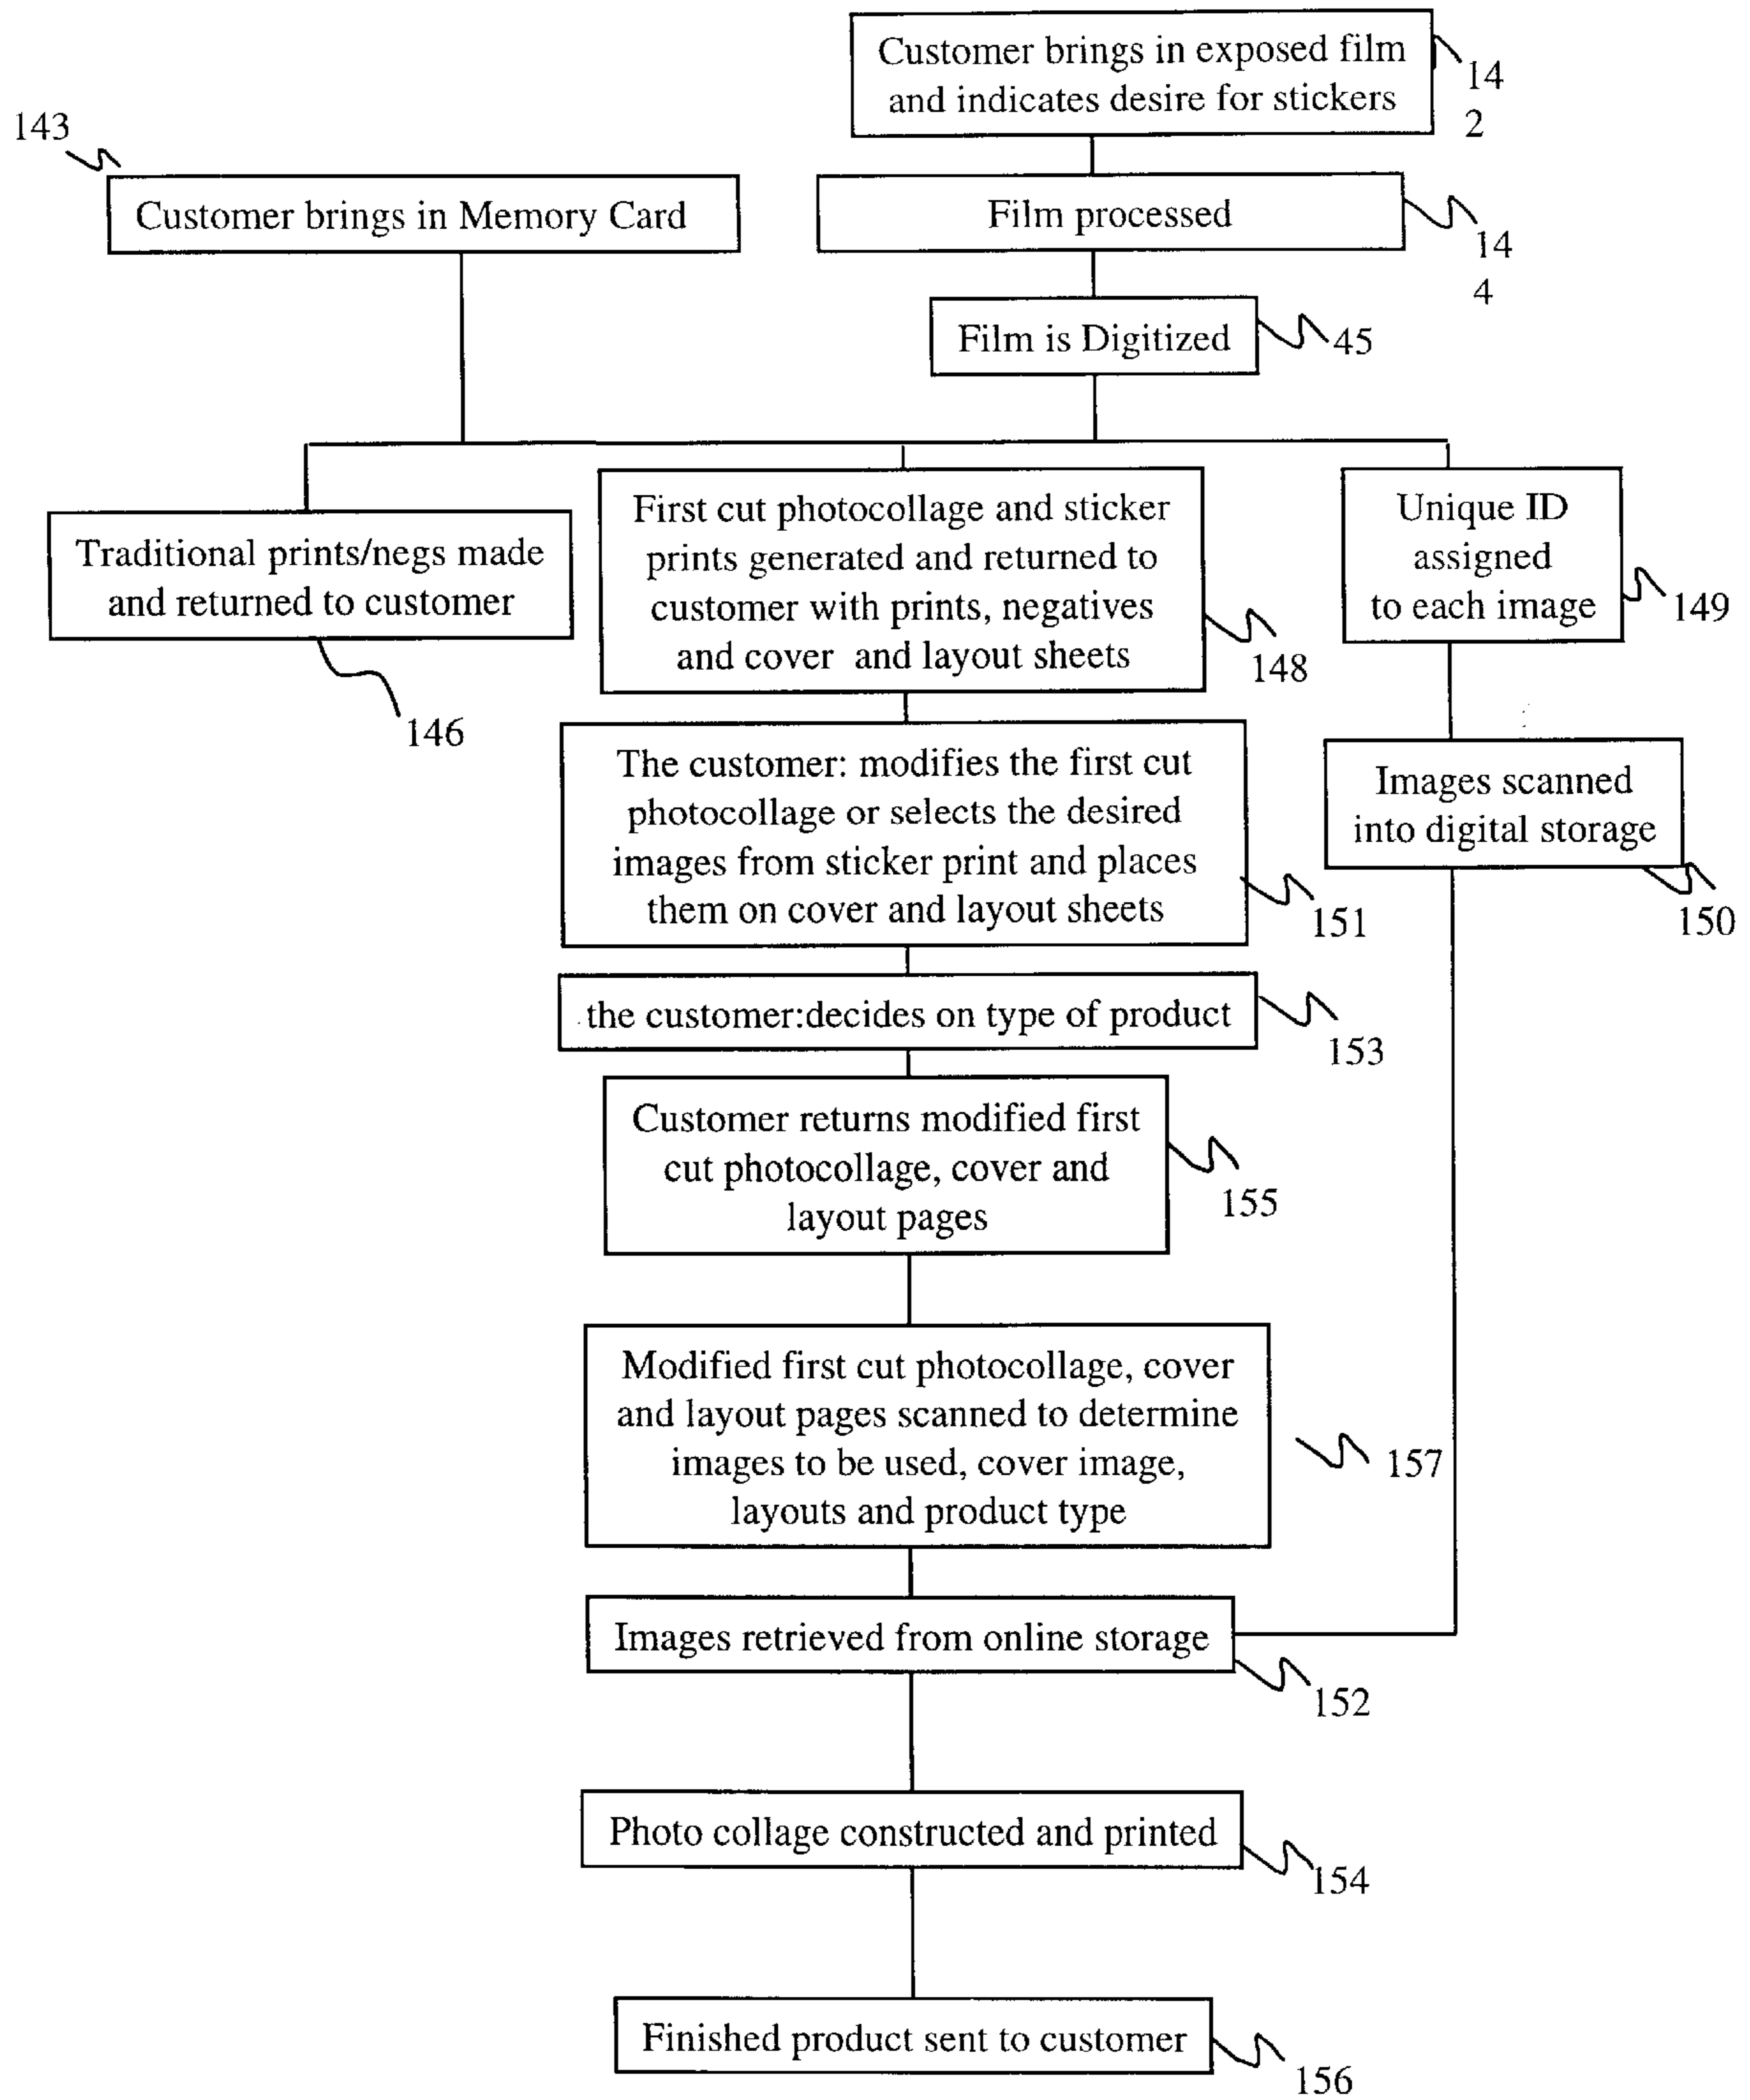 Customer brings in exposed film
and indicates desire for stickers
14
2
143
Customer brings in Memory Card
Film processed
14
4
Film is Digitized
45
Traditional prints/negs made
and returned to customer
146
First cut photocollage and sticker
prints generated and returned to
customer with prints, negatives
and cover and layout sheets
148
Unique ID
assigned
to each image
149
The customer: modifies the first cut
photocollage or selects the desired
images from sticker print and places
them on cover and layout sheets
151
Images scanned
into digital storage
150
the customer:decides on type of product
153
Customer returns modified first
cut photocollage, cover and
layout pages
155
Modified first cut photocollage, cover
and layout pages scanned to determine
images to be used, cover image,
layouts and product type
157
Images retrieved from online storage
152
Photo collage constructed and printed
154
Finished product sent to customer
156